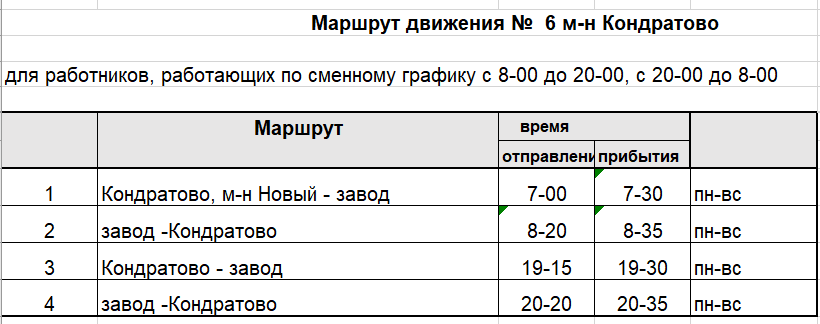 Маршрут движения № 6 м-н Кондратово
для работников, работающих по сменному графику с 8-00 до 20-00, с 20-00 до 8-00
Маршрут время
отправлени прибытия
1 Кондратово, м-н Новый - завод 7-00 7-30 пн-вс
2 завод -Кондратово 8-20 8-35 пн-вс
3 Кондратово - завод 19-15 19-30 пн-вс
4 завод -Кондратово 20-20 20-35 пн-вс